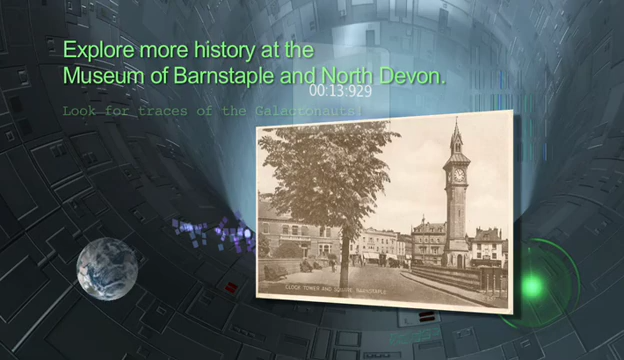 Explore more history at the
Museum of Barnstaple and North Devon.
00:13:929
Look for traces of the Galactonauts!
CLOCK TOWER AND SQUARE, BARNSTAPLE